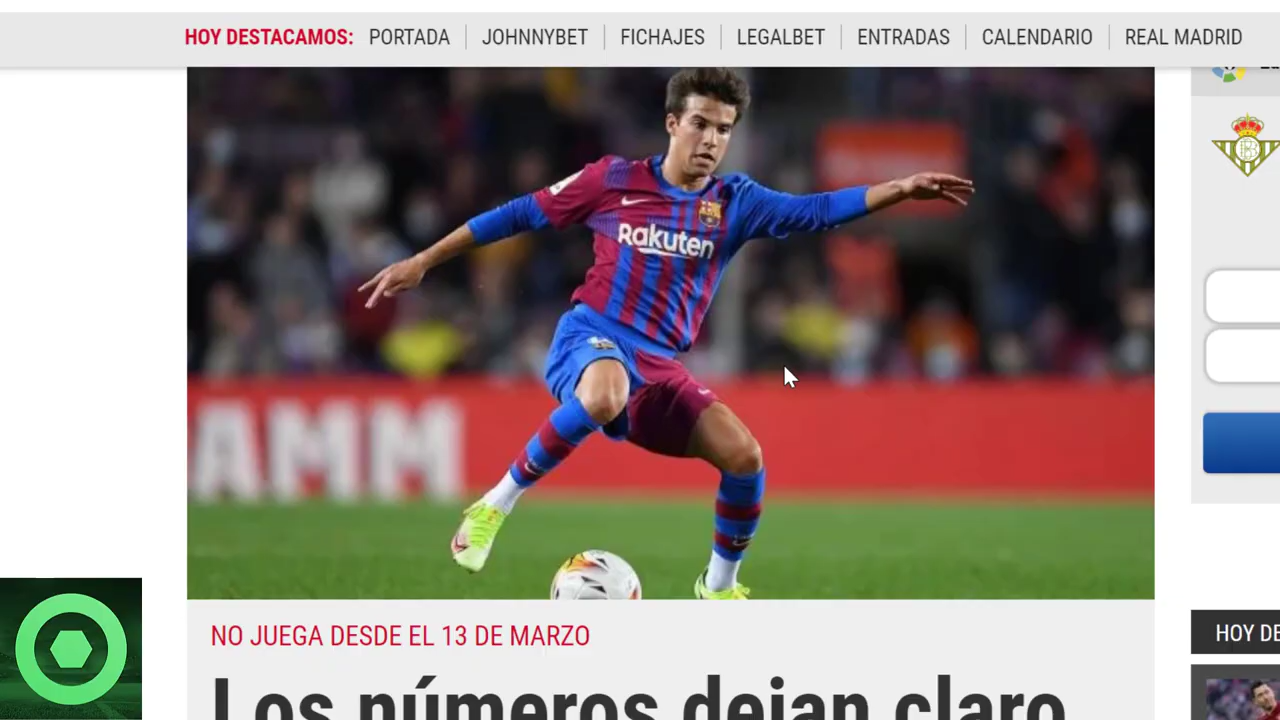 HOY DESTACAMOS: PORTADA JOHNNYBET FICHAJES LEGALBET ENTRADAS CALENDARIO REAL MADRID
Rakuten
AMM
NO JUEGA DESDE EL 13 DE MARZO
Los números dejan claro
HOY DE